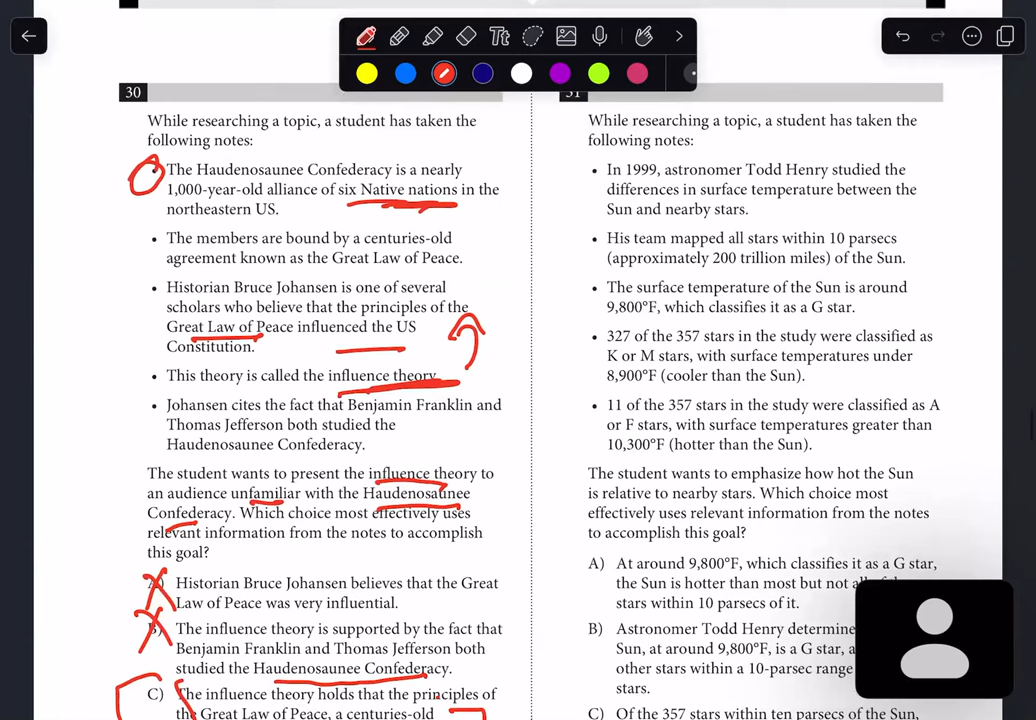 Tt
30
While researching a topic, a student has taken the
following notes:
• The Haudenosaunee Confederacy is a nearly
1,000-year-old alliance of six Native nations in the
northeastern US.
• The members are bound by a centuries-old
agreement known as the Great Law of Peace.
• Historian Bruce Johansen is one of several
scholars who believe that the principles of the
Great Law of Peace influenced the US
Constitution.
• This theory is called the influence theory.
• Johansen cites the fact that Benjamin Franklin and
Thomas Jefferson both studied the
Haudenosaunee Confederacy.
The student wants to present the influence theory to
an audience unfamiliar with the Haudenosaunee
Confederacy. Which choice most effectively uses
relevant information from the notes to accomplish
this goal?
A) Historian Bruce Johansen believes that the Great
Law of Peace was very influential.
B) The influence theory is supported by the fact that
Benjamin Franklin and Thomas Jefferson both
studied the Haudenosaunee Confederacy.
C) The influence theory holds that the principles of
the Great Law of Peace, a centuries-old
31
While researching a topic, a student has taken the
following notes:
• In 1999, astronomer Todd Henry studied the
differences in surface temperature between the
Sun and nearby stars.
• His team mapped all stars within 10 parsecs
(approximately 200 trillion miles) of the Sun.
• The surface temperature of the Sun is around
9,800°F, which classifies it as a G star.
• 327 of the 357 stars in the study were classified as
K or M stars, with surface temperatures under
8,900°F (cooler than the Sun).
• 11 of the 357 stars in the study were classified as A
or F stars, with surface temperatures greater than
10,300°F (hotter than the Sun).
The student wants to emphasize how hot the Sun
is relative to nearby stars. Which choice most
effectively uses relevant information from the notes
to accomplish this goal?
A) At around 9,800°F, which classifies it as a G star,
the Sun is hotter than most but not all of the
stars within 10 parsecs of it.
B) Astronomer Todd Henry determine
Sun, at around 9,800°F, is a G star, a
other stars within a 10-parsec range
stars.
C) Of the 357 stars within ten parsecs of the Sun,